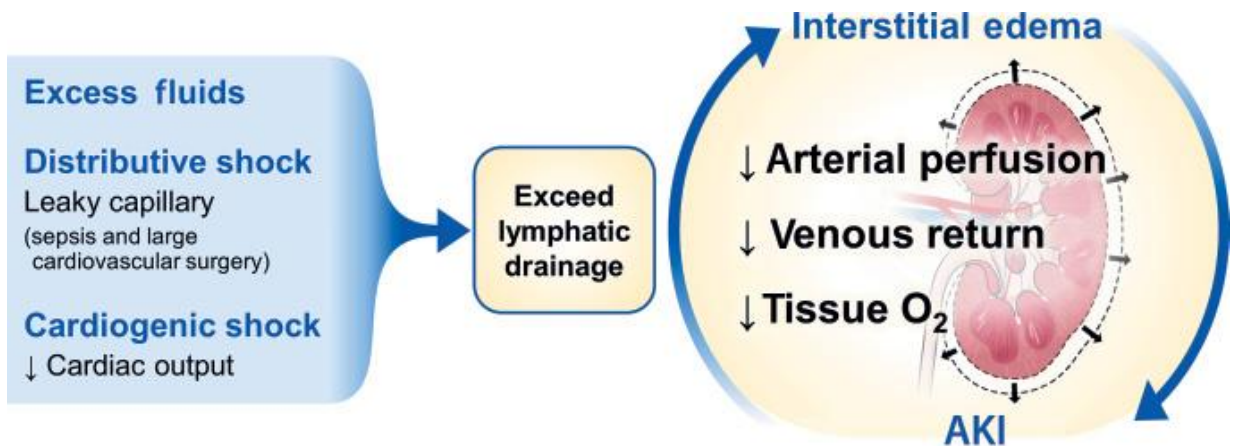 Excess fluids
Distributive shock
Leaky capillary
(sepsis and large
cardiovascular surgery)
Cardiogenic shock
↓ Cardiac output
Exceed
lymphatic
drainage
Interstitial edema
↓ Arterial perfusion
↓ Venous return
↓ Tissue O₂
AKI